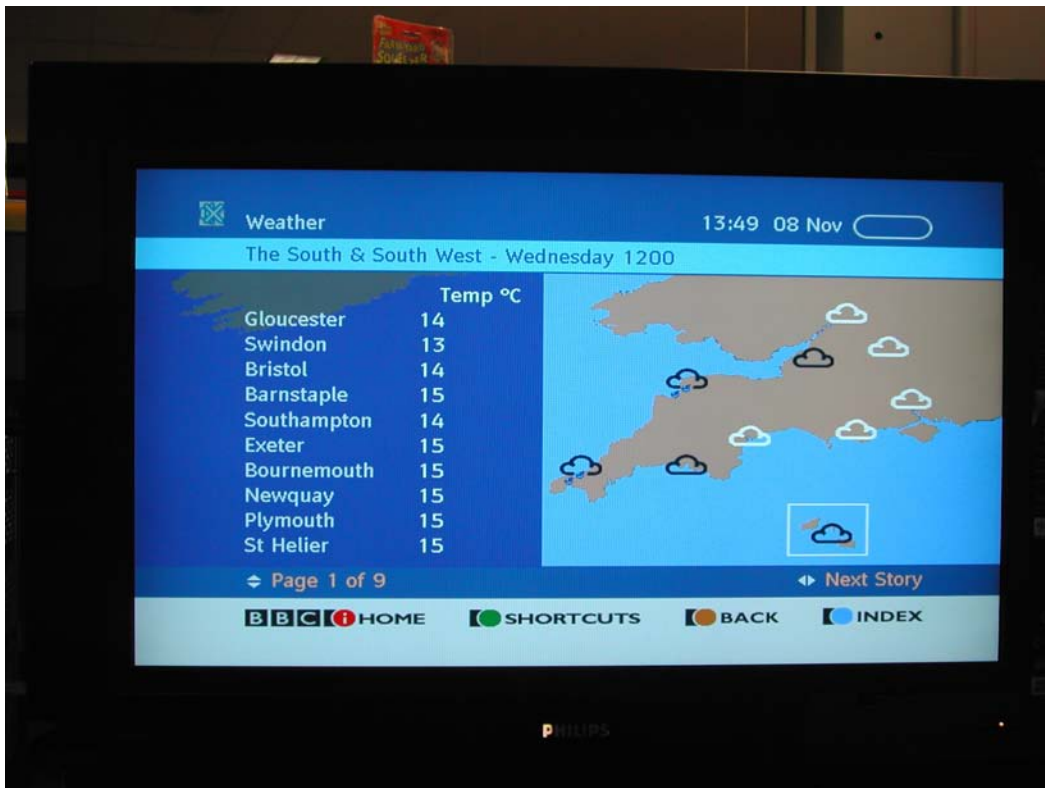 Weather 13:49 08 Nov
The South & South West - Wednesday 1200
Temp ºC
Gloucester 14
Swindon 13
Bristol 14
Barnstaple 15
Southampton 14
Exeter 15
Bournemouth 15
Newquay 15
Plymouth 15
St Helier 15
Page 1 of 9 Next Story
BBCi HOME SHORTCUTS BACK INDEX
PHILIPS